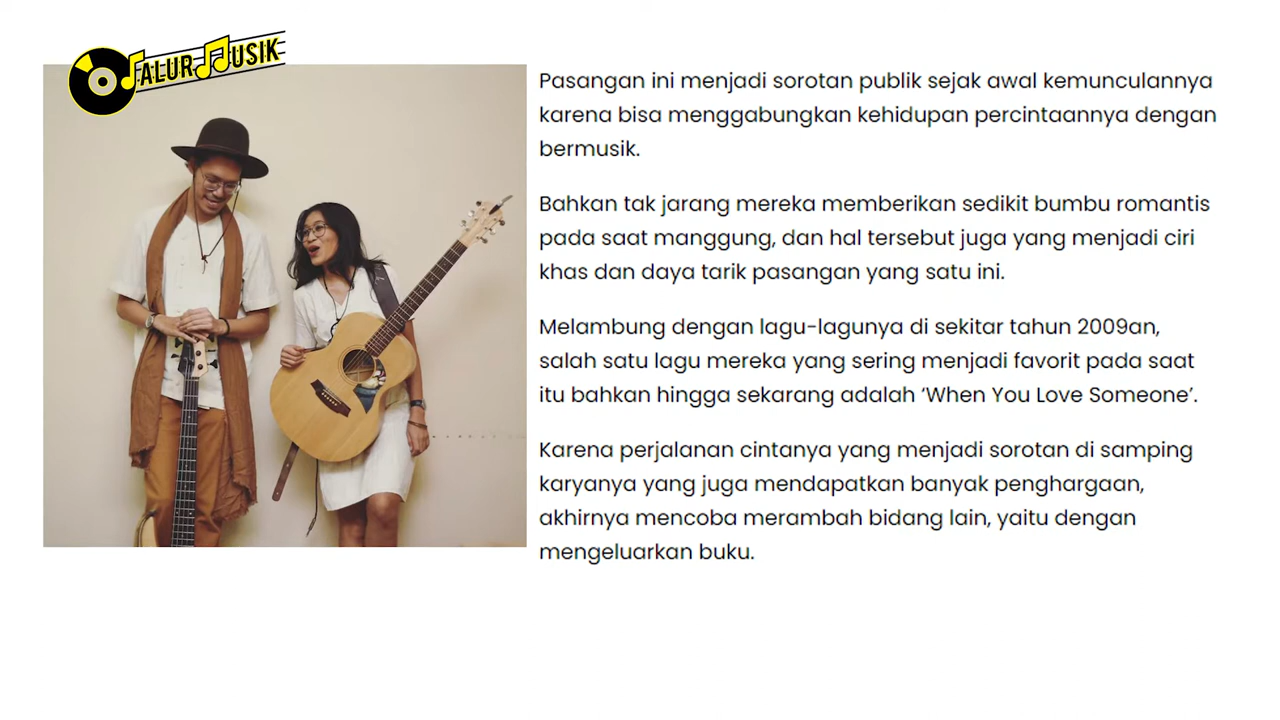 JALUR MUSIK
Pasangan ini menjadi sorotan publik sejak awal kemunculannya
karena bisa menggabungkan kehidupan percintaannya dengan
bermusik.
Bahkan tak jarang mereka memberikan sedikit bumbu romantis
pada saat manggung, dan hal tersebut juga yang menjadi ciri
khas dan daya tarik pasangan yang satu ini.
Melambung dengan lagu-lagunya di sekitar tahun 2009an,
salah satu lagu mereka yang sering menjadi favorit pada saat
itu bahkan hingga sekarang adalah ‘When You Love Someone’.
Karena perjalanan cintanya yang menjadi sorotan di samping
karyanya yang juga mendapatkan banyak penghargaan,
akhirnya mencoba merambah bidang lain, yaitu dengan
mengeluarkan buku.